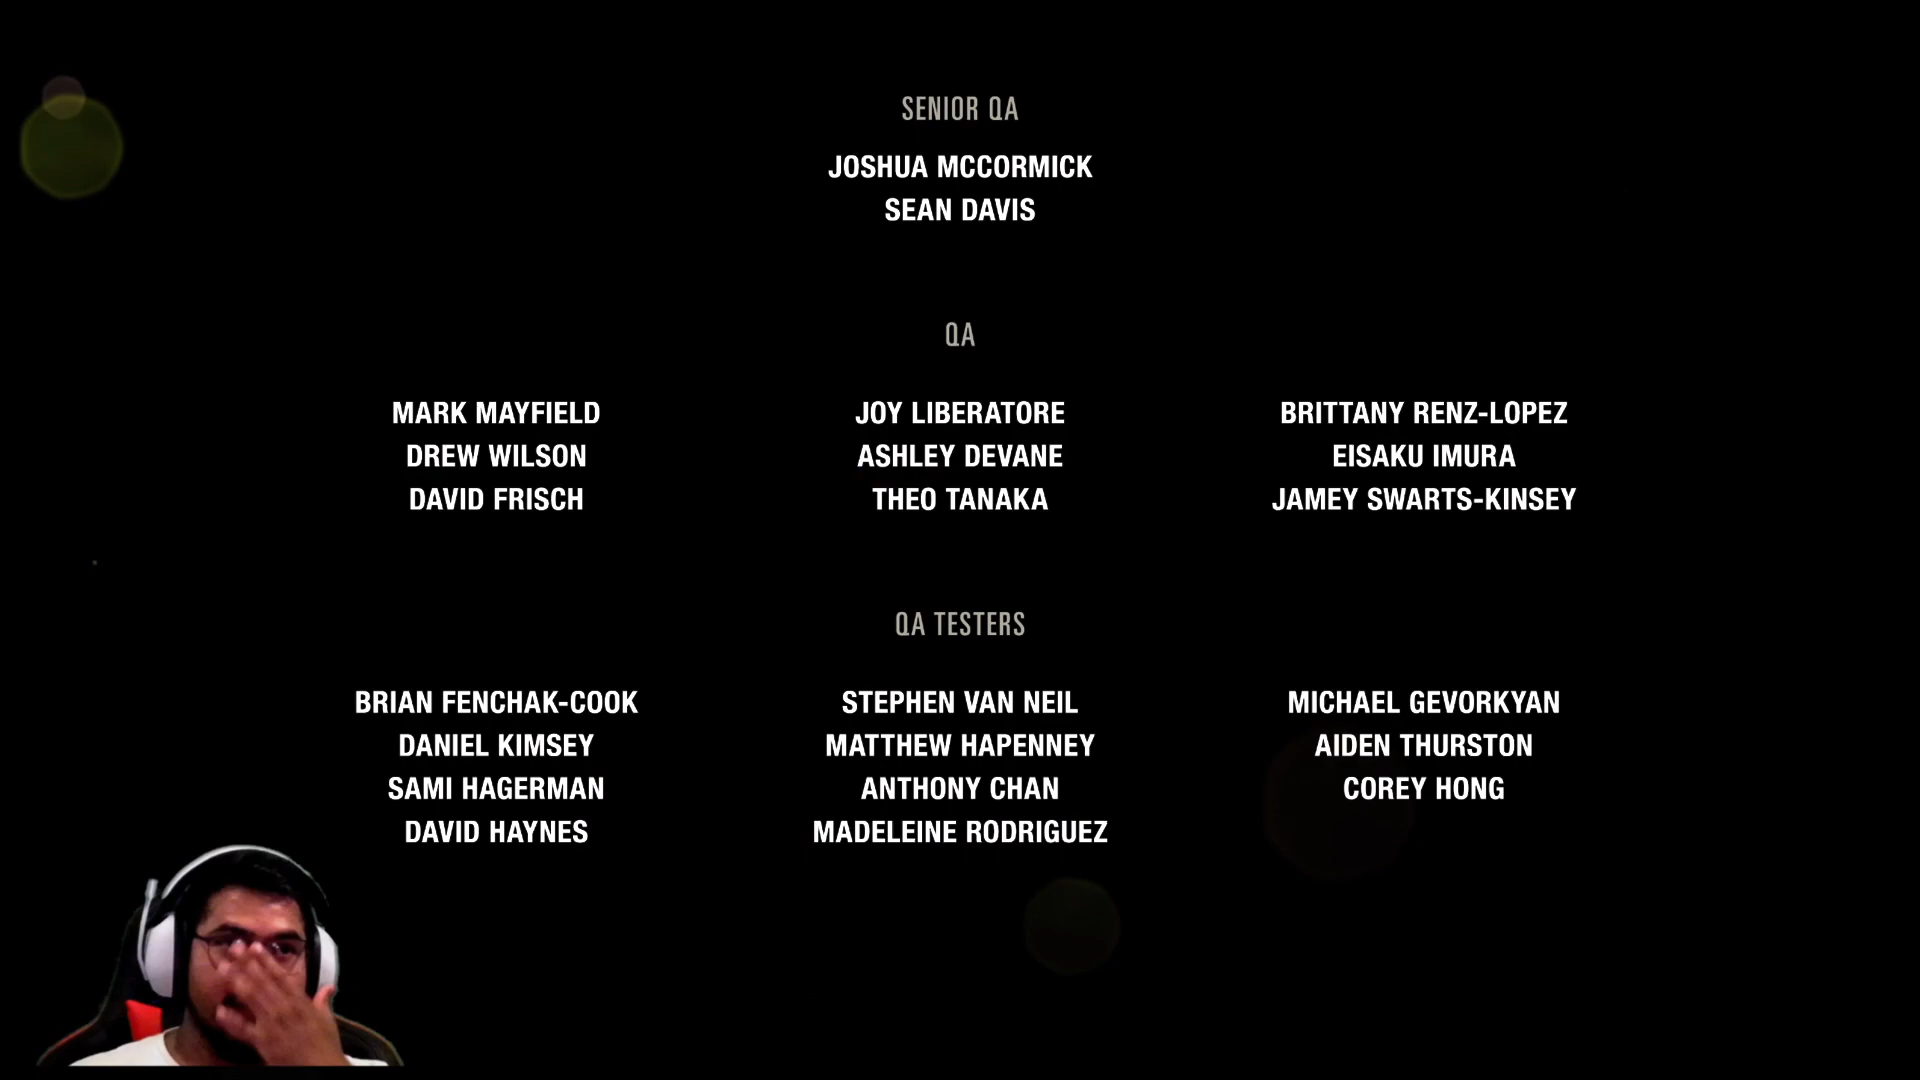 SENIOR QA
JOSHUA MCCORMICK
SEAN DAVIS
QA
MARK MAYFIELD JOY LIBERATORE BRITTANY RENZ-LOPEZ
DREW WILSON ASHLEY DEVANE EISAKU IMURA
DAVID FRISCH THEO TANAKA JAMEY SWARTS-KINSEY
QA TESTERS
BRIAN FENCHAK-COOK STEPHEN VAN NEIL MICHAEL GEVORKYAN
DANIEL KIMSEY MATTHEW HAPENNEY AIDEN THURSTON
SAMI HAGERMAN ANTHONY CHAN COREY HONG
DAVID HAYNES MADELEINE RODRIGUEZ